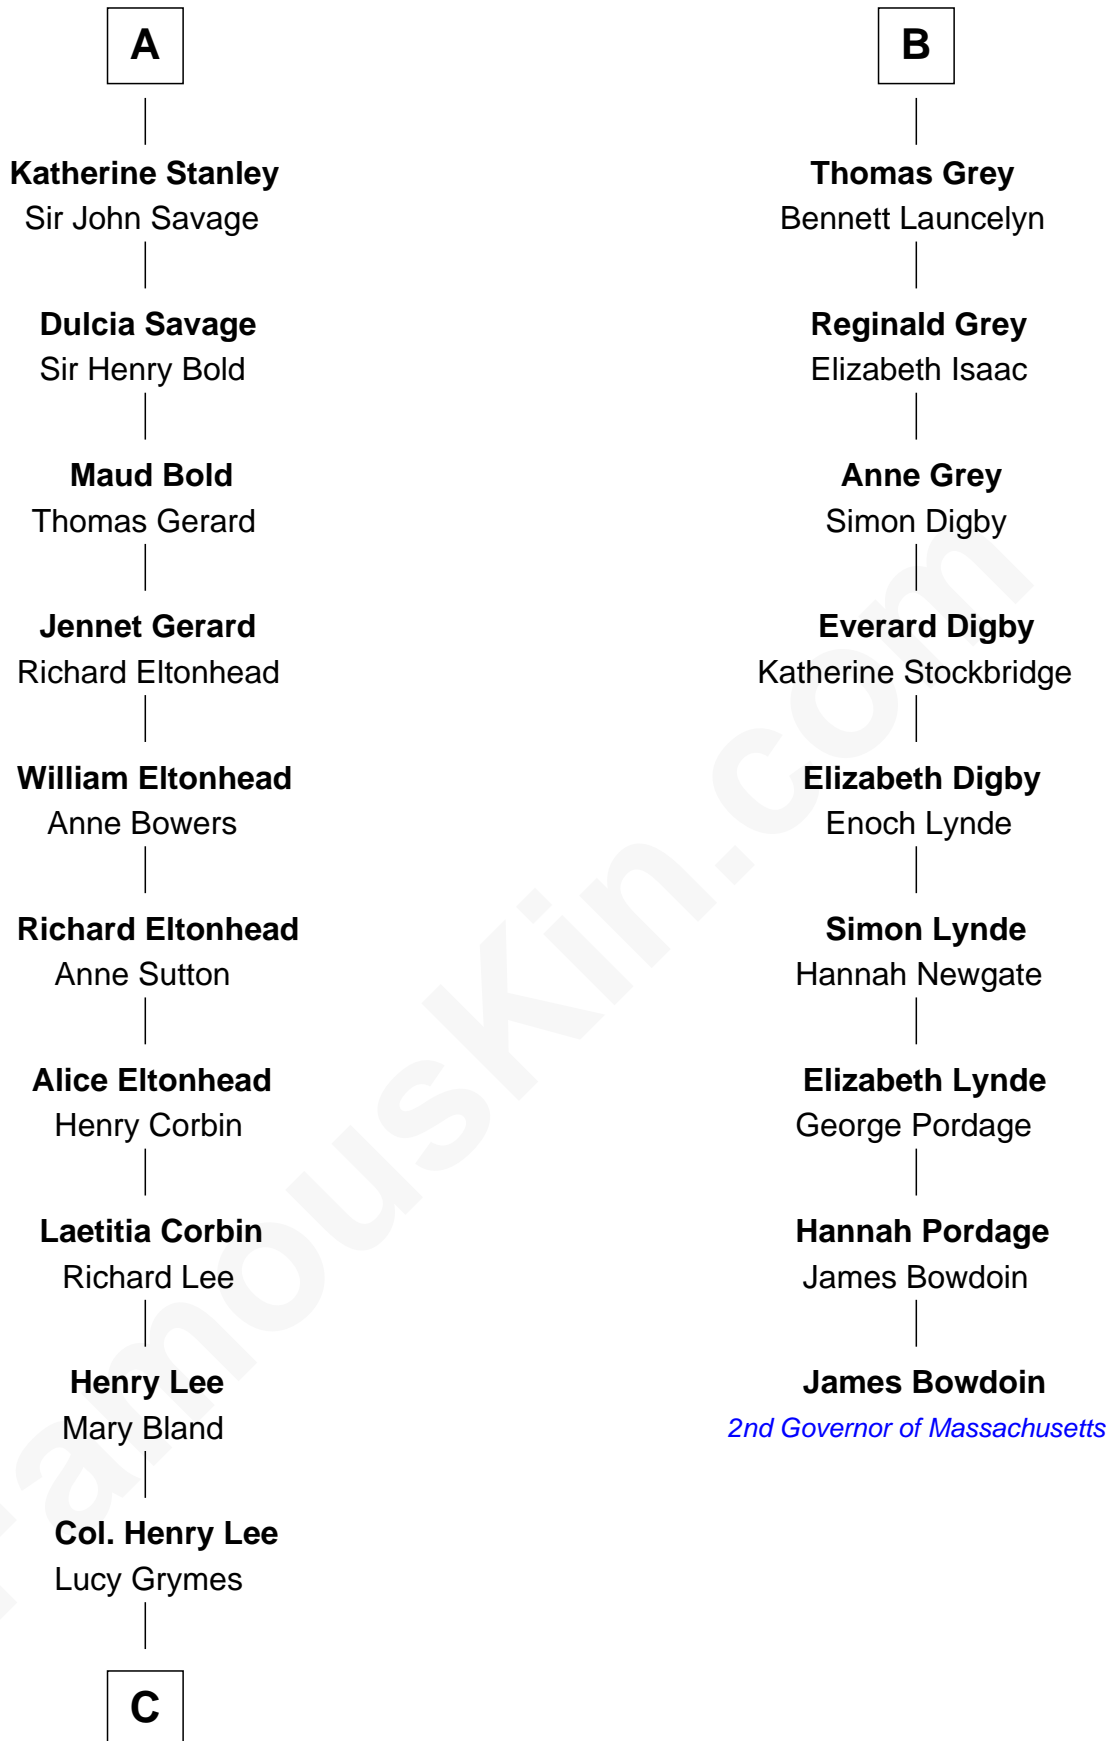 A
Katherine Stanley
Sir John Savage
Dulcia Savage
Sir Henry Bold
Maud Bold
Thomas Gerard
Jennet Gerard
Richard Eltonhead
William Eltonhead
Anne Bowers
Richard Eltonhead
Anne Sutton
Alice Eltonhead
Henry Corbin
Laetitia Corbin
Richard Lee
Henry Lee
Mary Bland
Col. Henry Lee
Lucy Grymes
C
B
Thomas Grey
Bennett Launcelyn
Reginald Grey
Elizabeth Isaac
Anne Grey
Simon Digby
Everard Digby
Katherine Stockbridge
Elizabeth Digby
Enoch Lynde
Simon Lynde
Hannah Newgate
Elizabeth Lynde
George Pordage
Hannah Pordage
James Bowdoin
James Bowdoin
2nd Governor of Massachusetts
FamousKin.com